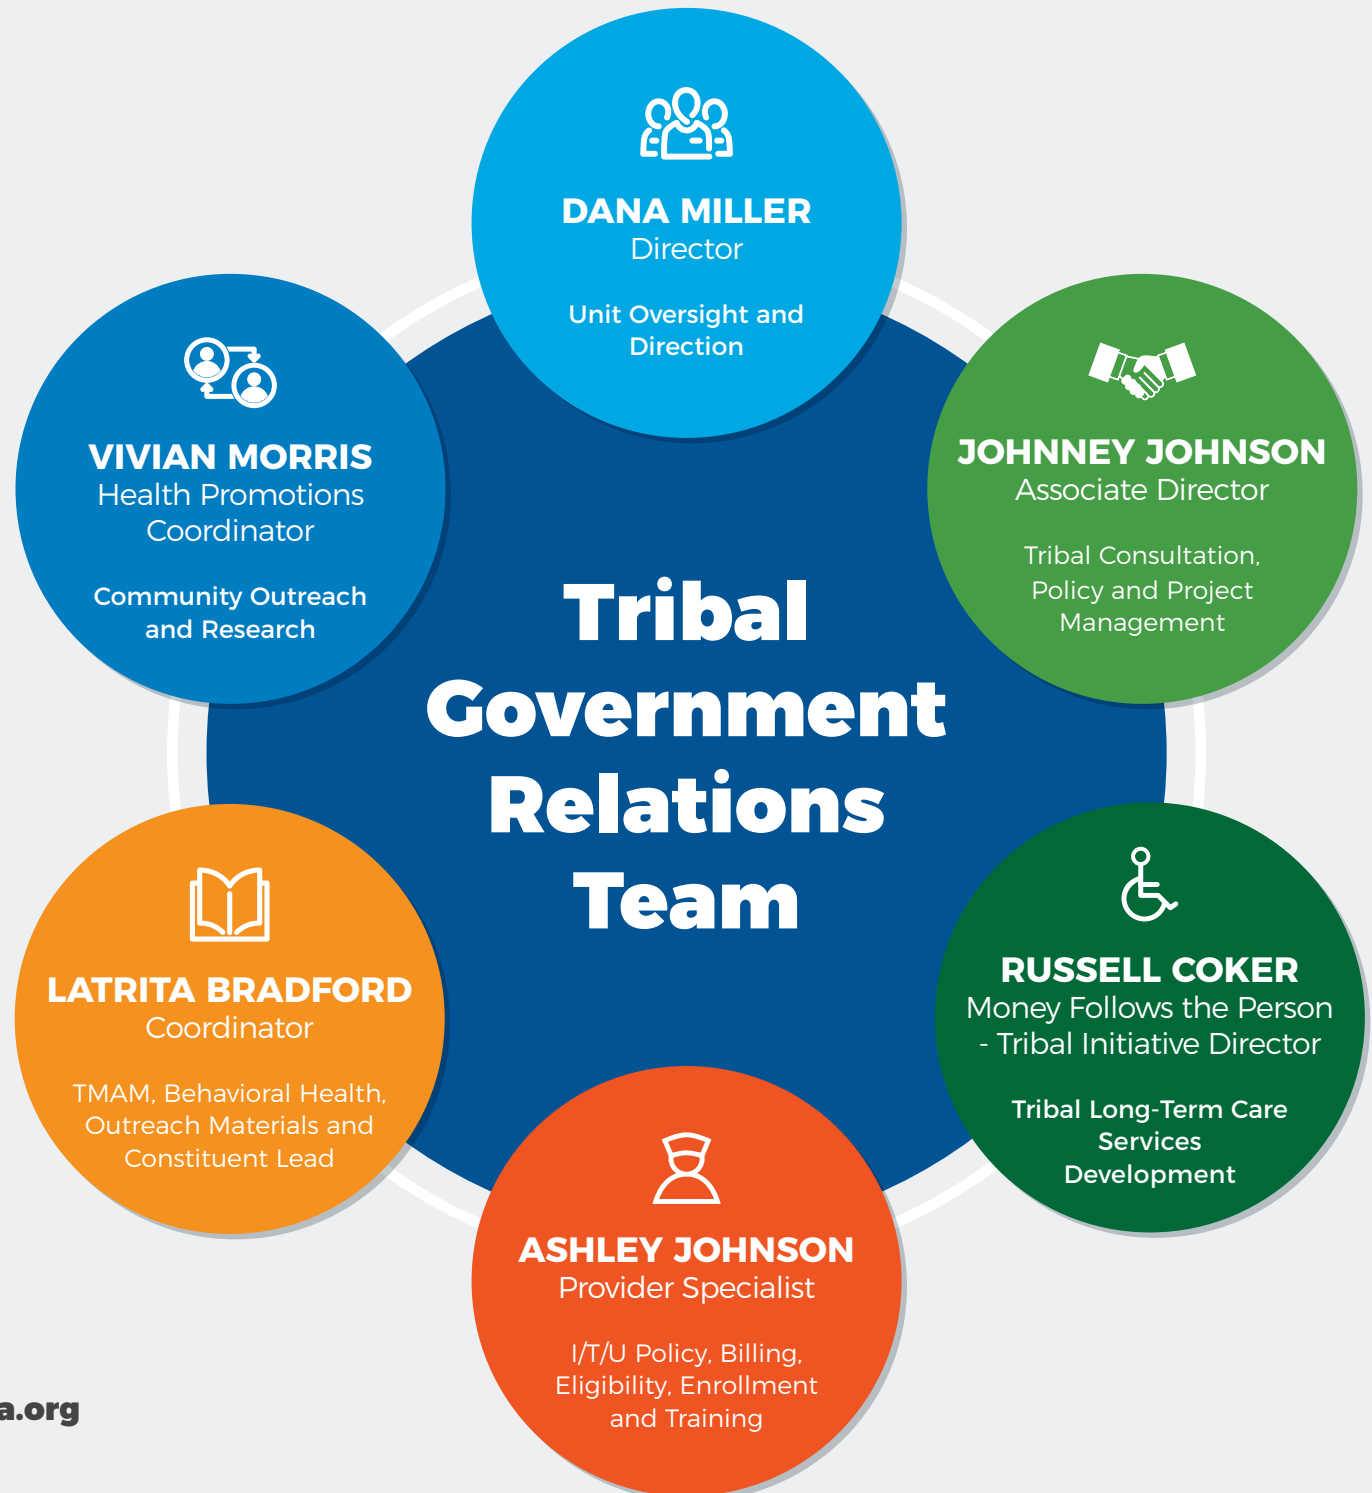 DANA MILLER
Director
Unit Oversight and
Direction
JOHNNEY JOHNSON
Associate Director
Tribal Consultation,
Policy and Project
Management
VIVIAN MORRIS
Health Promotions
Coordinator
Community Outreach
and Research
Tribal
Government
Relations
Team
RUSSELL COKER
Money Follows the Person
- Tribal Initiative Director
Tribal Long-Term Care
Services
Development
LATRITA BRADFORD
Coordinator
TMAM, Behavioral Health,
Outreach Materials and
Constituent Lead
ASHLEY JOHNSON
Provider Specialist
I/T/U Policy, Billing,
Eligibility, Enrollment
and Training
a.org